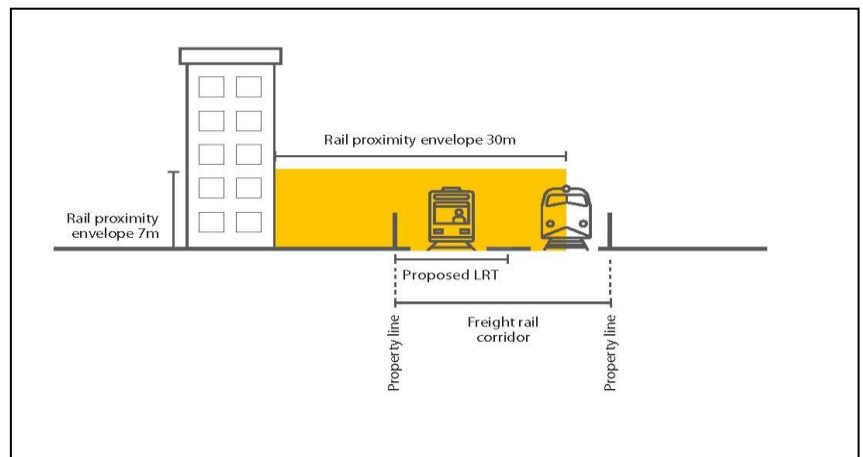 Rail proximity envelope 30m
Rail proximity
envelope 7m
Proposed LRT
Freight rail
corridor
Property line
Property line